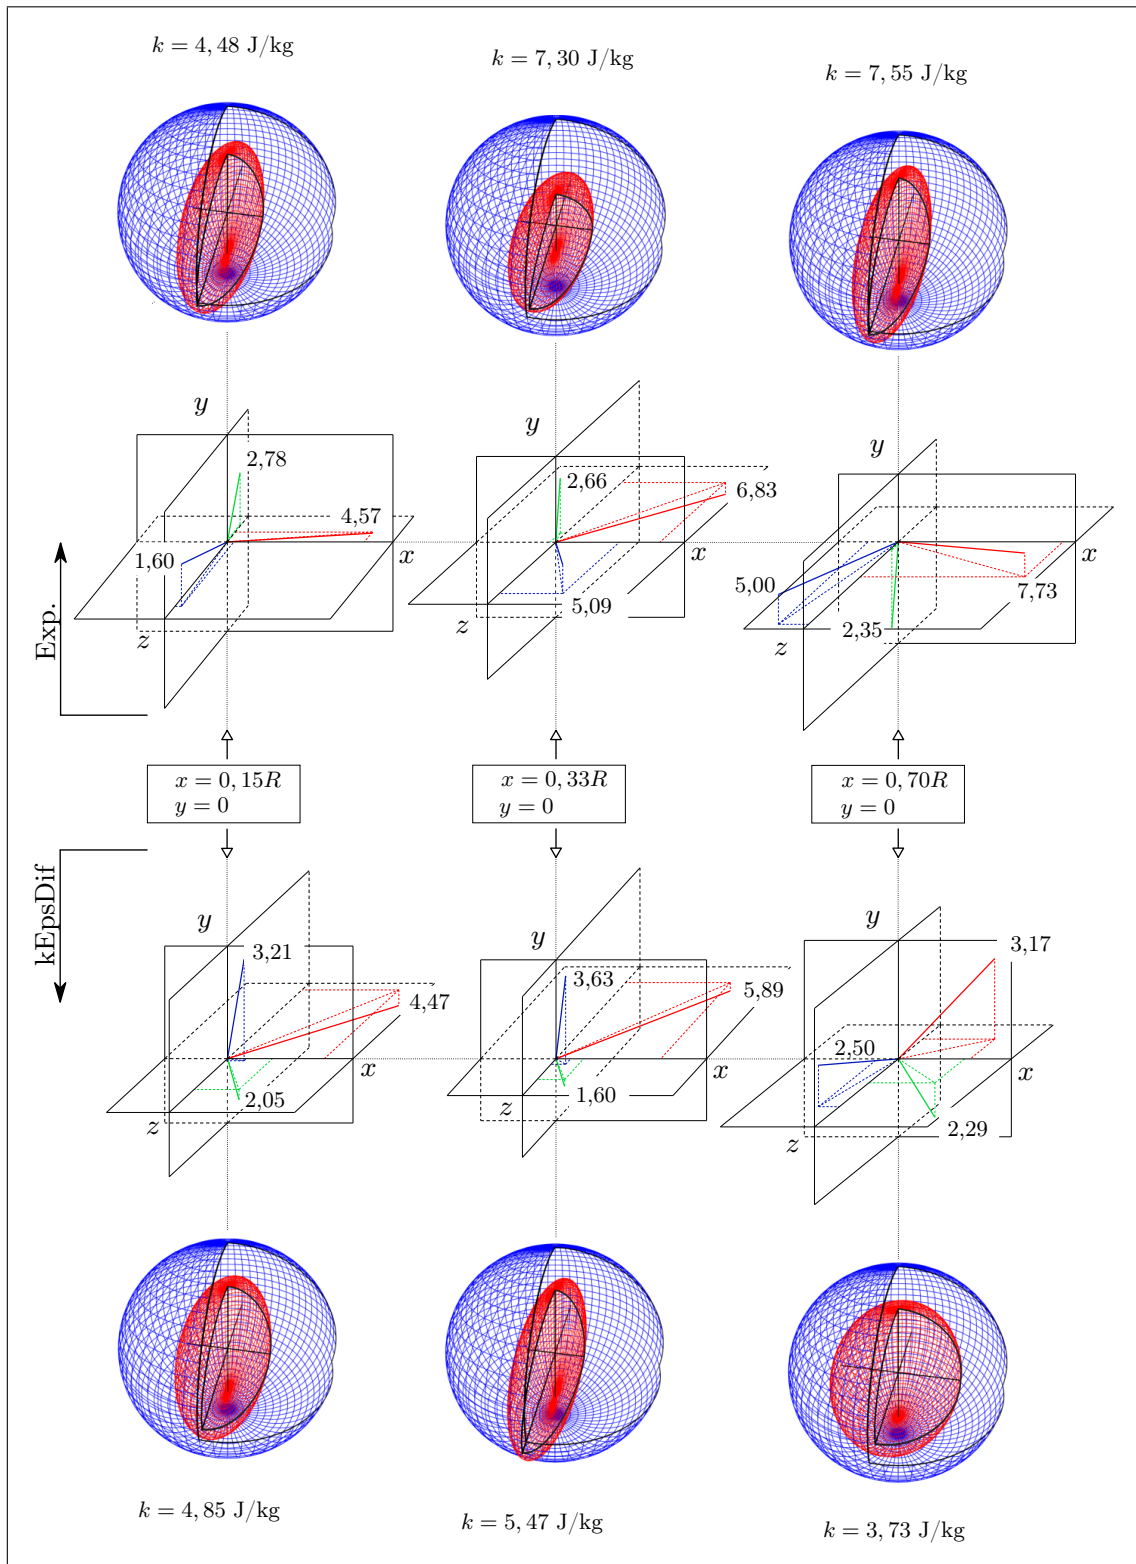 k = 4, 48 J/kg
k = 7, 30 J/kg
k = 7, 55 J/kg
y
2,78
4,57
1,60
x
z
y
2,66
6,83
5,09
x
z
y
5,00
7,73
2,35
x
z
Exp.
x = 0, 15R
y = 0
x = 0, 33R
y = 0
x = 0, 70R
y = 0
kEpsDif
y
3,21
4,47
2,05
x
z
y
3,63
5,89
1,60
x
z
y
3,17
2,50
2,29
x
z
k = 4, 85 J/kg
k = 5, 47 J/kg
k = 3, 73 J/kg